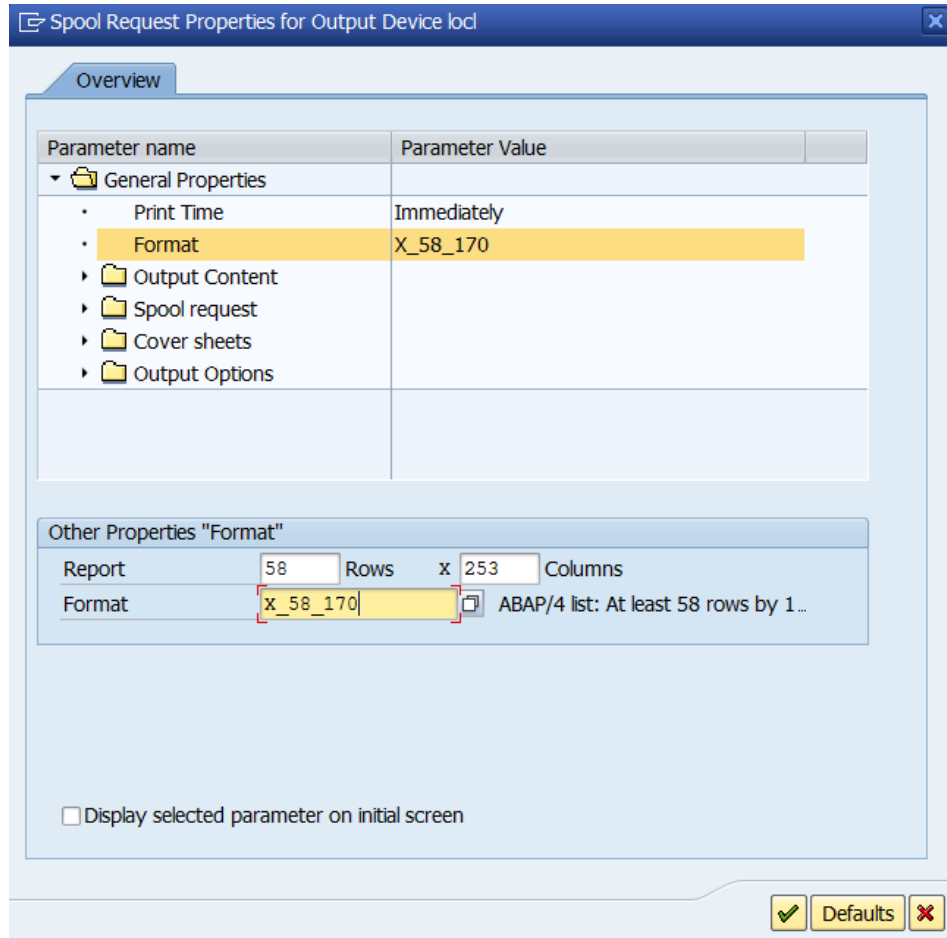 Spool Request Properties for Output Device locl
Overview
Parameter name Parameter Value
General Properties
Print Time Immediately
Format X_58_170
Output Content
Spool request
Cover sheets
Output Options
Other Properties "Format"
Report 58 Rows x 253 Columns
Format X_58_170 ABAP/4 list: At least 58 rows by 1...
Display selected parameter on initial screen
Defaults